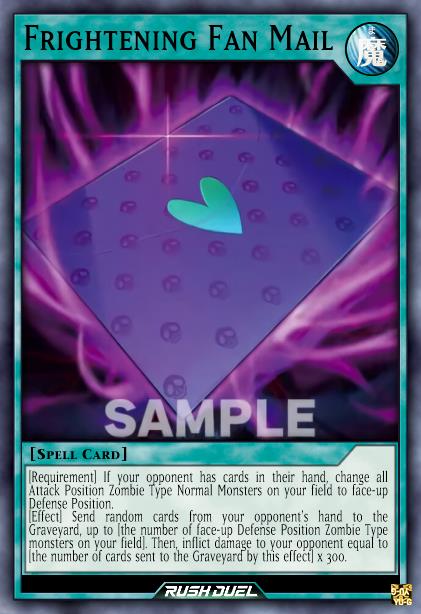 FRIGHTENING FAN MAIL
ま
魔
SAMPLE
[SPELL CARD]
[Requirement] If your opponent has cards in their hand, change all
Attack Position Zombie Type Normal Monsters on your field to face-up
Defense Position.
[Effect] Send random cards from your opponent's hand to the
Graveyard, up to [the number of face-up Defense Position Zombie Type
monsters on your field]. Then, inflict damage to your opponent equal to
[the number of cards sent to the Graveyard by this effect] x 300.
RUSH DUEL